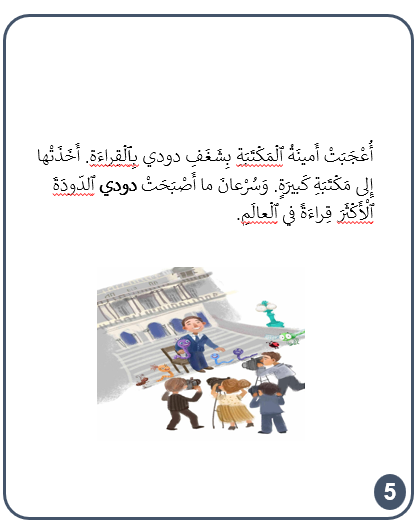 أُعْجَبَتْ أَمينَةُ ٱلْمَكْتَبَةِ بِشَغَفِ دودي بِٱلْقِراءَةِ. أَخَذَتْها
إِلى مَكْتَبَةٍ كَبيرَةٍ. وَسُرْعانَ ما أَصْبَحَتْ دودي ٱلدّودَةَ
ٱلْأَكْثَرَ قِراءَةً في ٱلْعالَمِ.
5